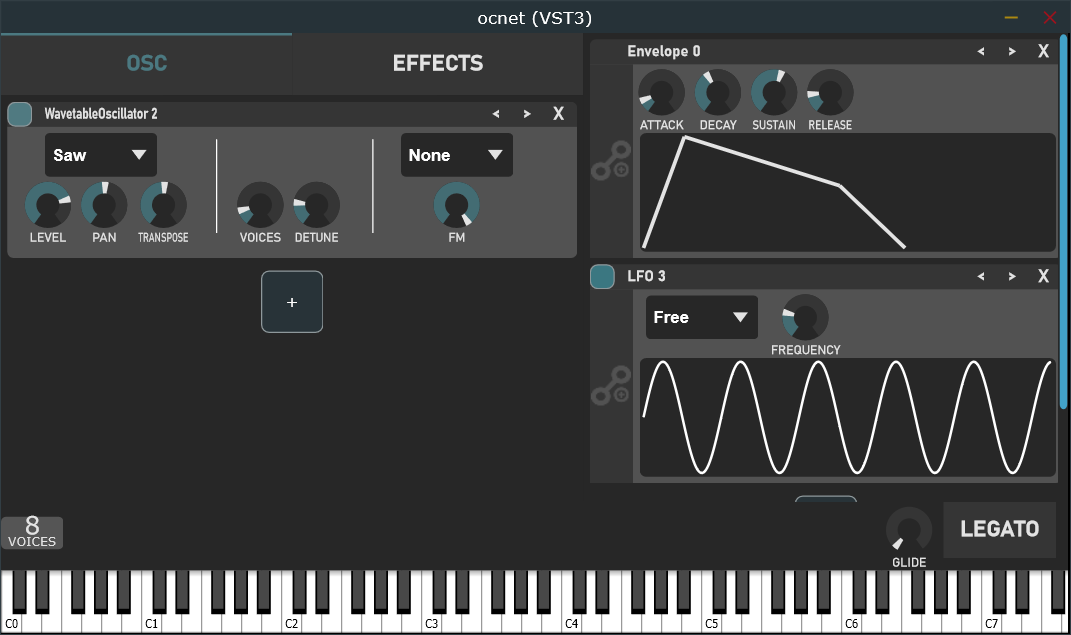 ocnet (VST3)
OSC
EFFECTS
WavetableOscillator 2
< > X
Saw
None
LEVEL
PAN
TRANSPOSE
VOICES
DETUNE
FM
+
Envelope 0
< > X
ATTACK
DECAY
SUSTAIN
RELEASE
LFO 3
< > X
Free
FREQUENCY
8
VOICES
GLIDE
LEGATO
C0
C1
C2
C3
C4
C5
C6
C7